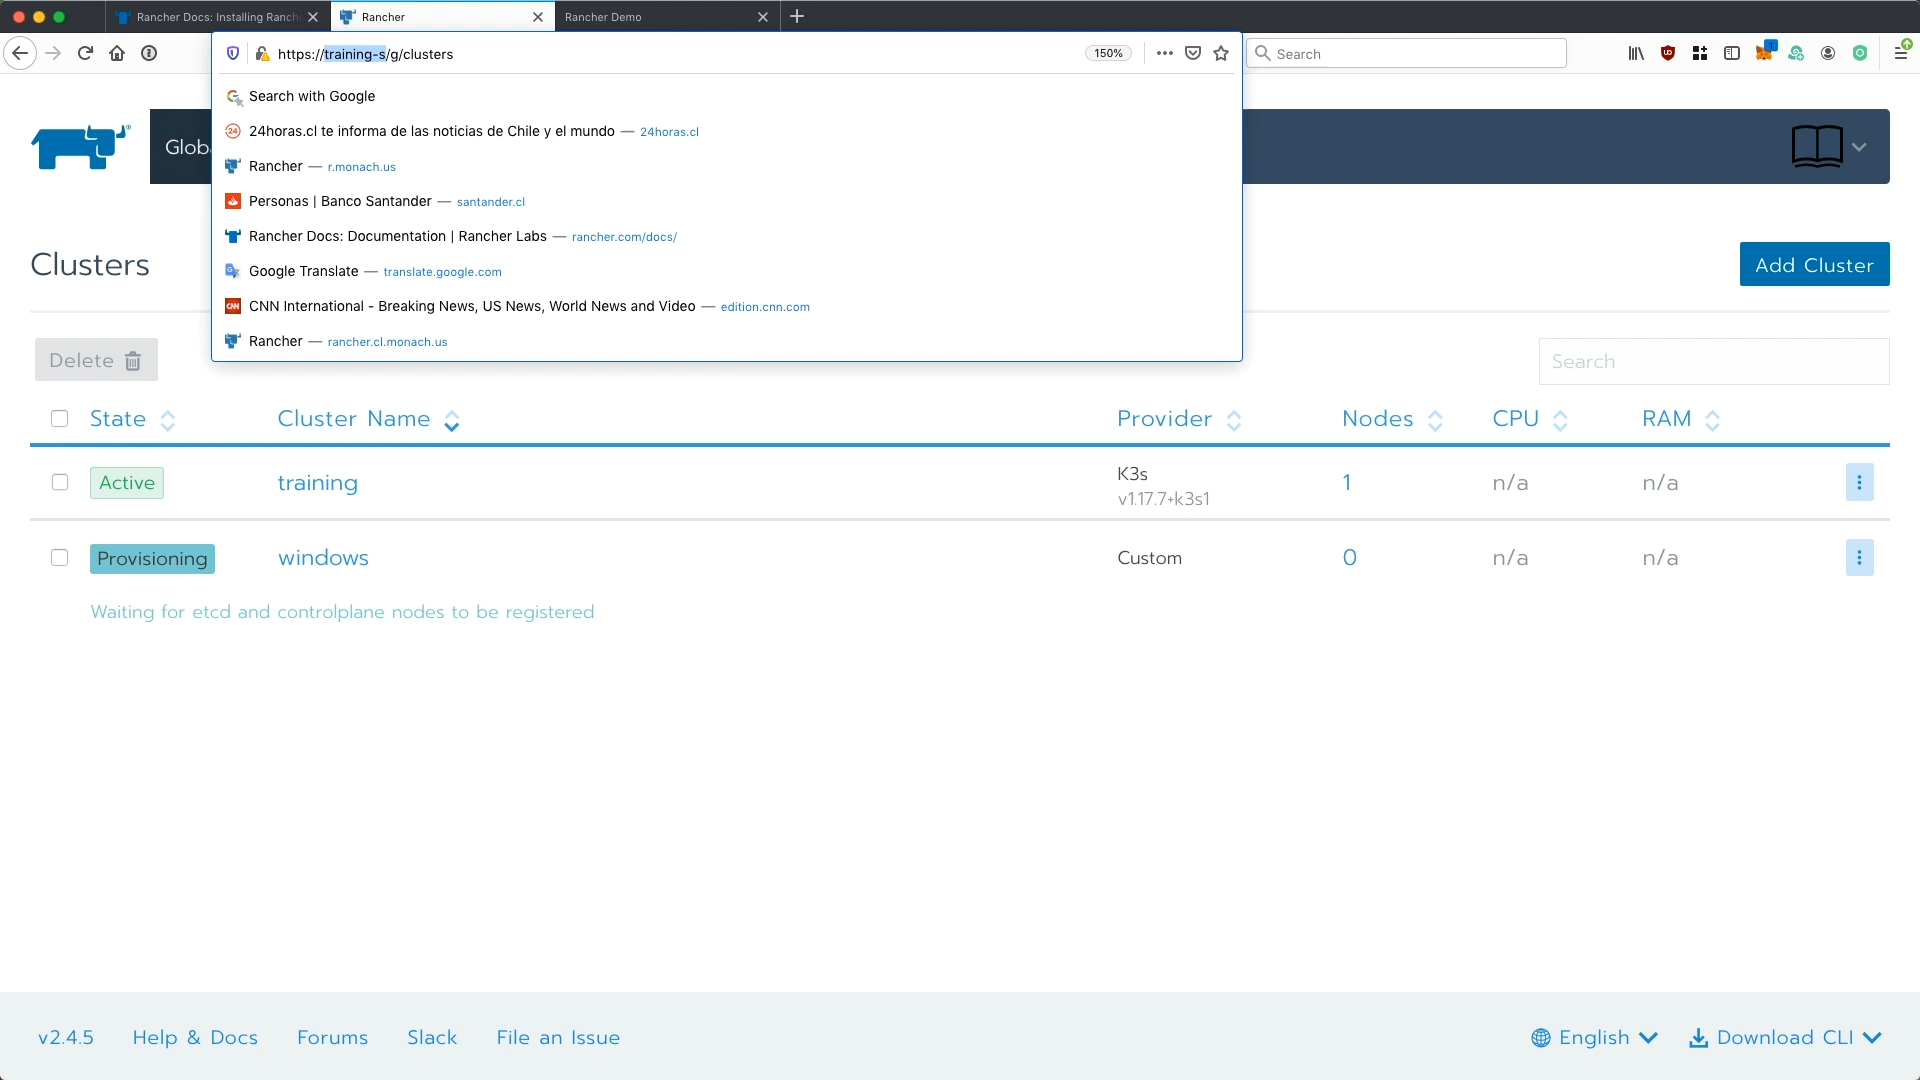 Rancher Docs: Installing Ranch
Rancher
Rancher Demo
https://training-s/g/clusters
150%
Search
Search with Google
24horas.cl te informa de las noticias de Chile y el mundo — 24horas.cl
Rancher — r.monach.us
Personas | Banco Santander — santander.cl
Rancher Docs: Documentation | Rancher Labs — rancher.com/docs/
Google Translate — translate.google.com
CNN International - Breaking News, US News, World News and Video — edition.cnn.com
Rancher — rancher.cl.monach.us
Globa
Clusters
Add Cluster
Delete
Search
State Cluster Name Provider Nodes CPU RAM
Active training K3s 1 n/a n/a
v1.17.7+k3s1
Provisioning windows Custom 0 n/a n/a
Waiting for etcd and controlplane nodes to be registered
v2.4.5 Help & Docs Forums Slack File an Issue English Download CLI